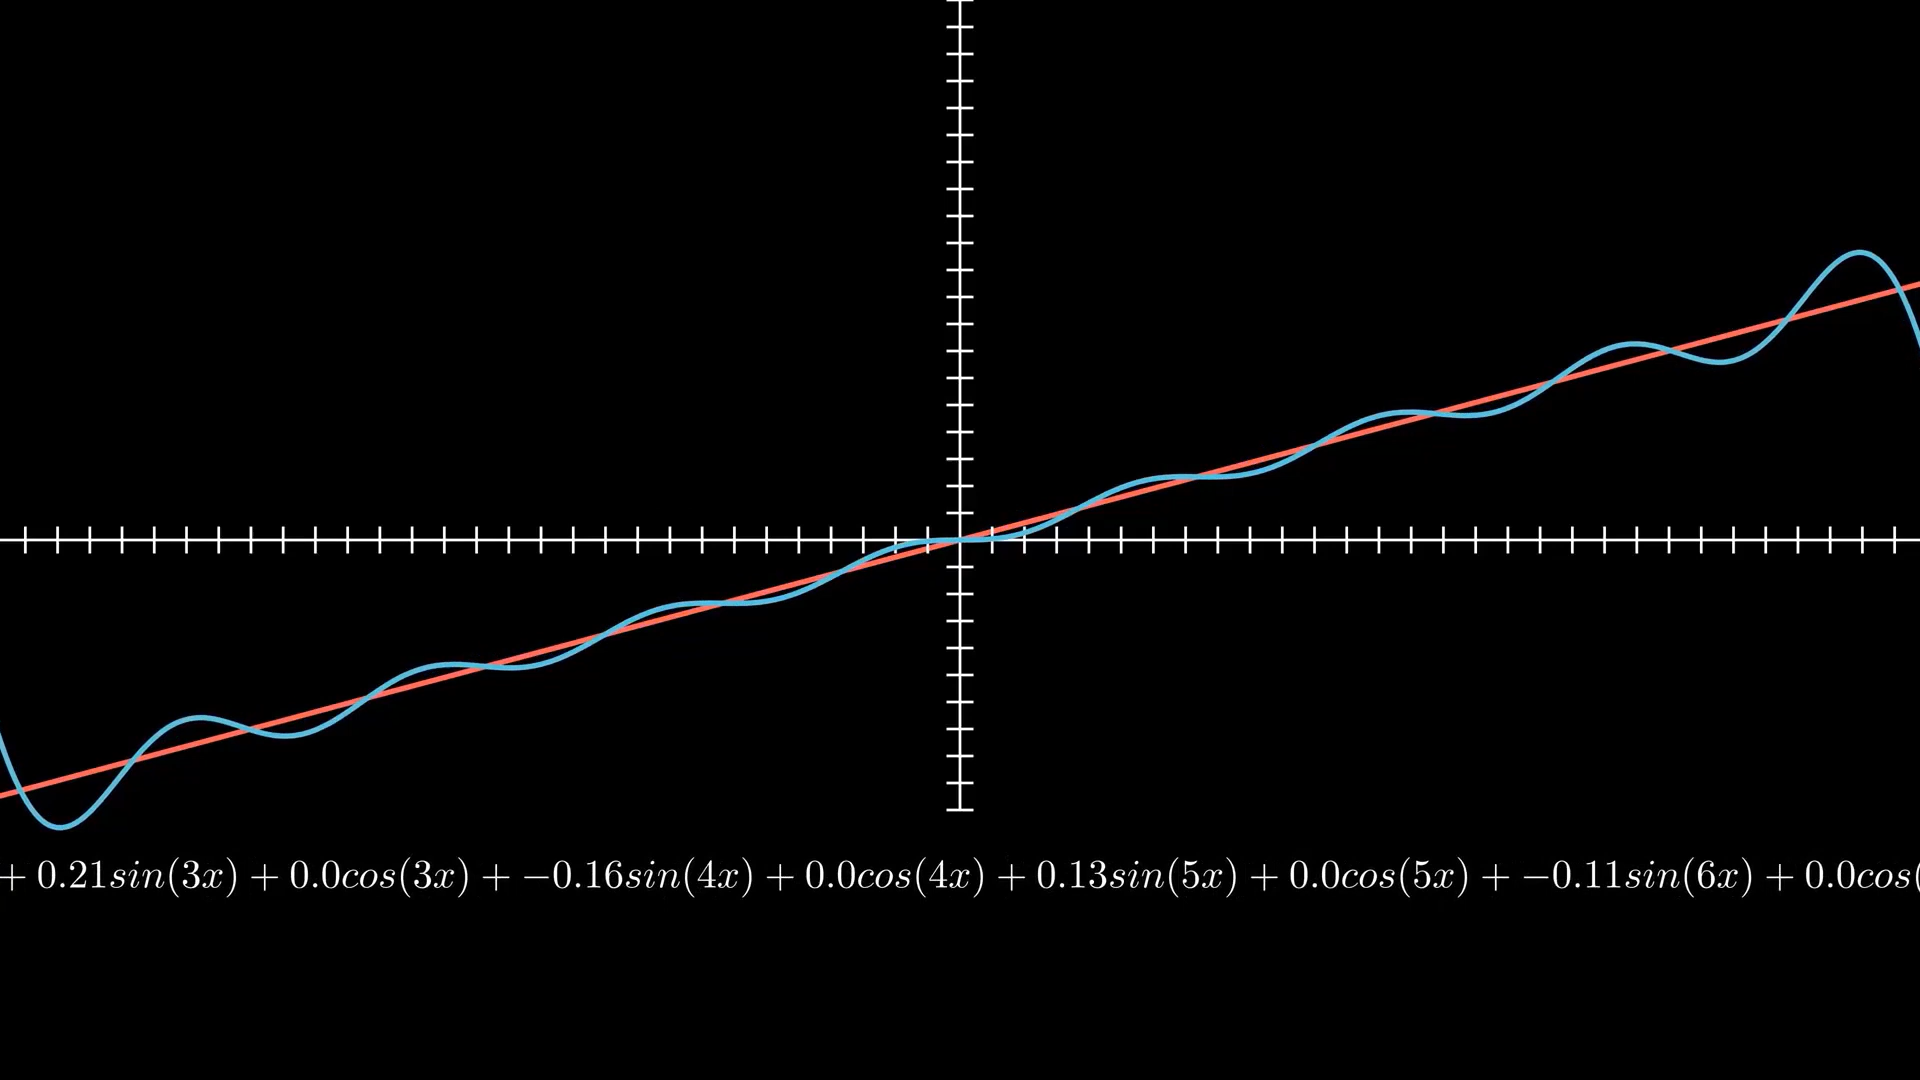 + 0.21sin(3x) + 0.0cos(3x) + −0.16sin(4x) + 0.0cos(4x) + 0.13sin(5x) + 0.0cos(5x) + −0.11sin(6x) + 0.0cos(